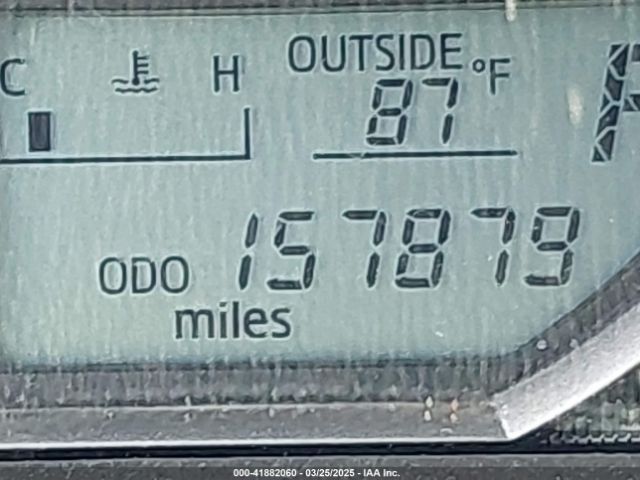 C H OUTSIDE °F
87 P
ODO 157879
miles
000-41882060 - 03/25/2025 - IAA Inc.